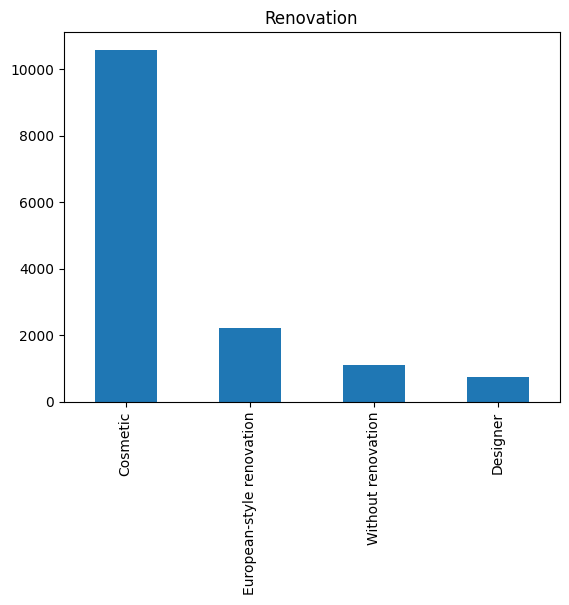 Renovation
10000
8000
6000
4000
2000
0
Cosmetic
European-style renovation
Without renovation
Designer